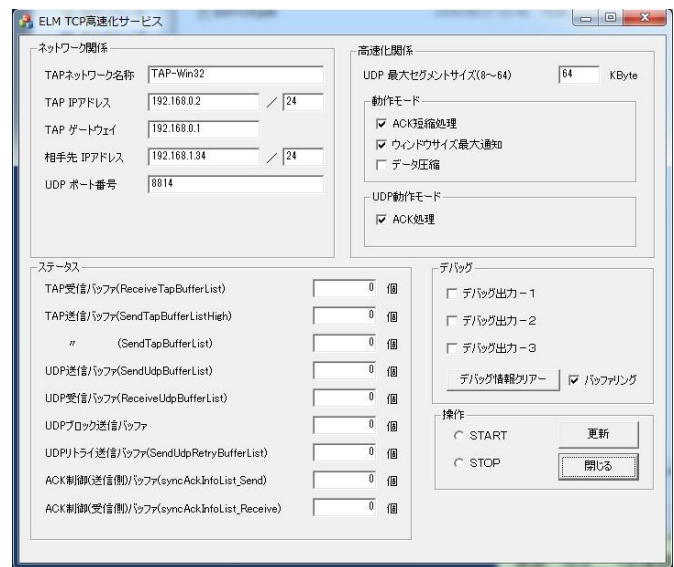 ELM TCP高速化サービス
ネットワーク関係
TAPネットワーク名称 TAP-Win32
TAP IPアドレス 192.168.0.2 / 24
TAP ゲートウェイ 192.168.0.1
相手先 IPアドレス 192.168.1.34 / 24
UDP ポート番号 8814
高速化関係
UDP 最大セグメントサイズ(8～64) 64 KByte
動作モード
ACK短縮処理
ウィンドウサイズ最大通知
データ圧縮
UDP動作モード
ACK処理
ステータス
TAP受信バッファ(ReceiveTapBufferList) 0 個
TAP送信バッファ(SendTapBufferListHigh) 0 個
〃 (SendTapBufferList) 0 個
UDP送信バッファ(SendUdpBufferList) 0 個
UDP受信バッファ(ReceiveUdpBufferList) 0 個
UDPブロック送信バッファ 0 個
UDPリトライ送信バッファ(SendUdpRetryBufferList) 0 個
ACK制御(送信側)バッファ(syncAckInfoList_Send) 0 個
ACK制御(受信側)バッファ(syncAckInfoList_Receive) 0 個
デバッグ
デバッグ出力－1
デバッグ出力－2
デバッグ出力－3
デバッグ情報クリアー バッファリング
操作
START 更新
STOP 閉じる